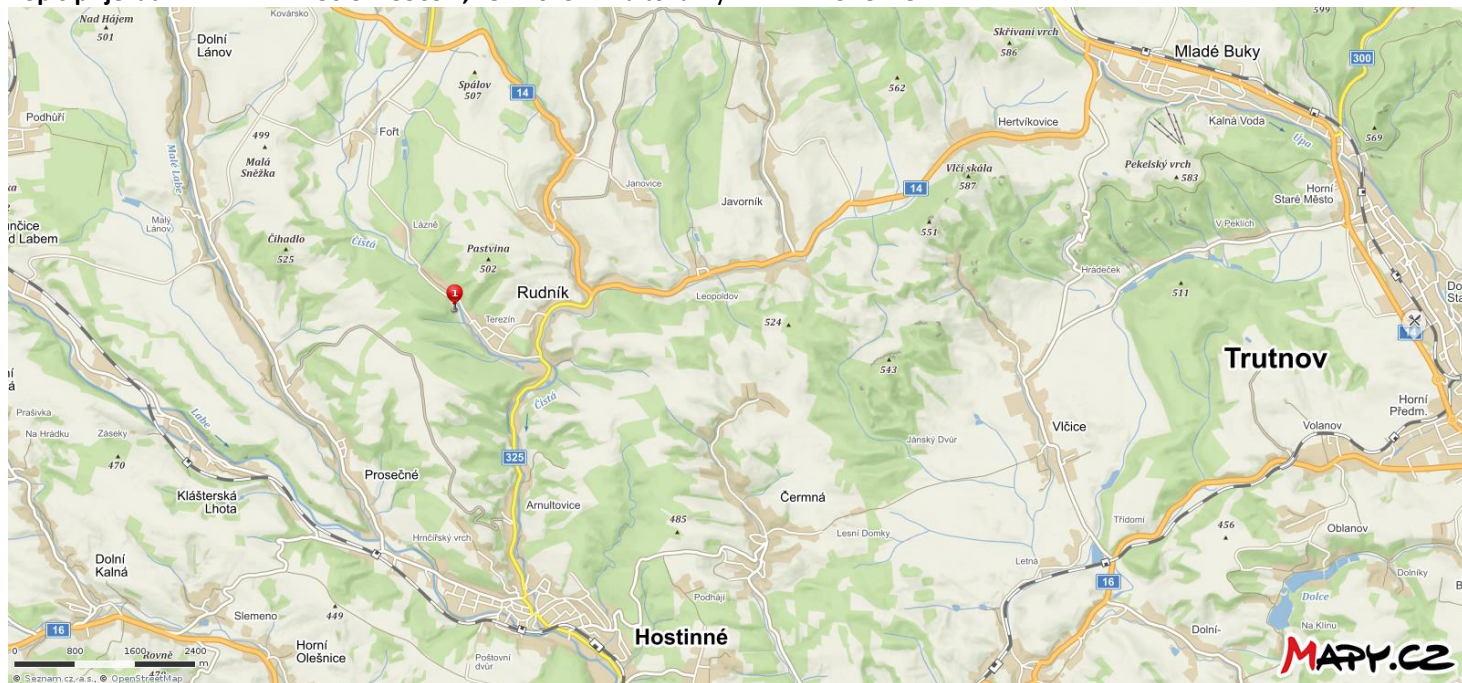 Nad Hájem
501
Kovársko
Dolní
Lánov
Podhůří
Spálov
507
14
Fořt
499
Malá
Sněžka
Malé Labe
Malý
Lánov
Čihadlo
525
Lázně
Čistá
Pastvina
502
1
Terezín
Rudník
Janovice
Javorník
Leopoldov
562
Skřivaní vrch
586
599
Mladé Buky
300
Kalná Voda
Úpa
569
Hertvíkovice
Vlčí skála
587
14
551
Pekelský vrch
583
Horní
Staré Město
V Peklích
Hrádeček
511
524
543
Trutnov
Horní
Předm.
Volanov
Vlčice
Jánský Dvůr
Prašivka
Na Hrádku
Záseky
470
Labe
Klášterská
Lhota
Prosečné
Čistá
325
Arnultovice
Hrnčířský vrch
485
Čermná
Lesní Domky
Třídomí
456
Oblanov
Letná
16
Dolníky
Dolce
Na Klínu
Dolní-
Podháji
Dolní
Kalná
Slemeno
449
16
Horní
Olešnice
Poštovní
dvůr
Hostinné
Rovně
0 800 1600 2400
m
© Seznam.cz, a.s., © OpenStreetMap
MAPY.CZ